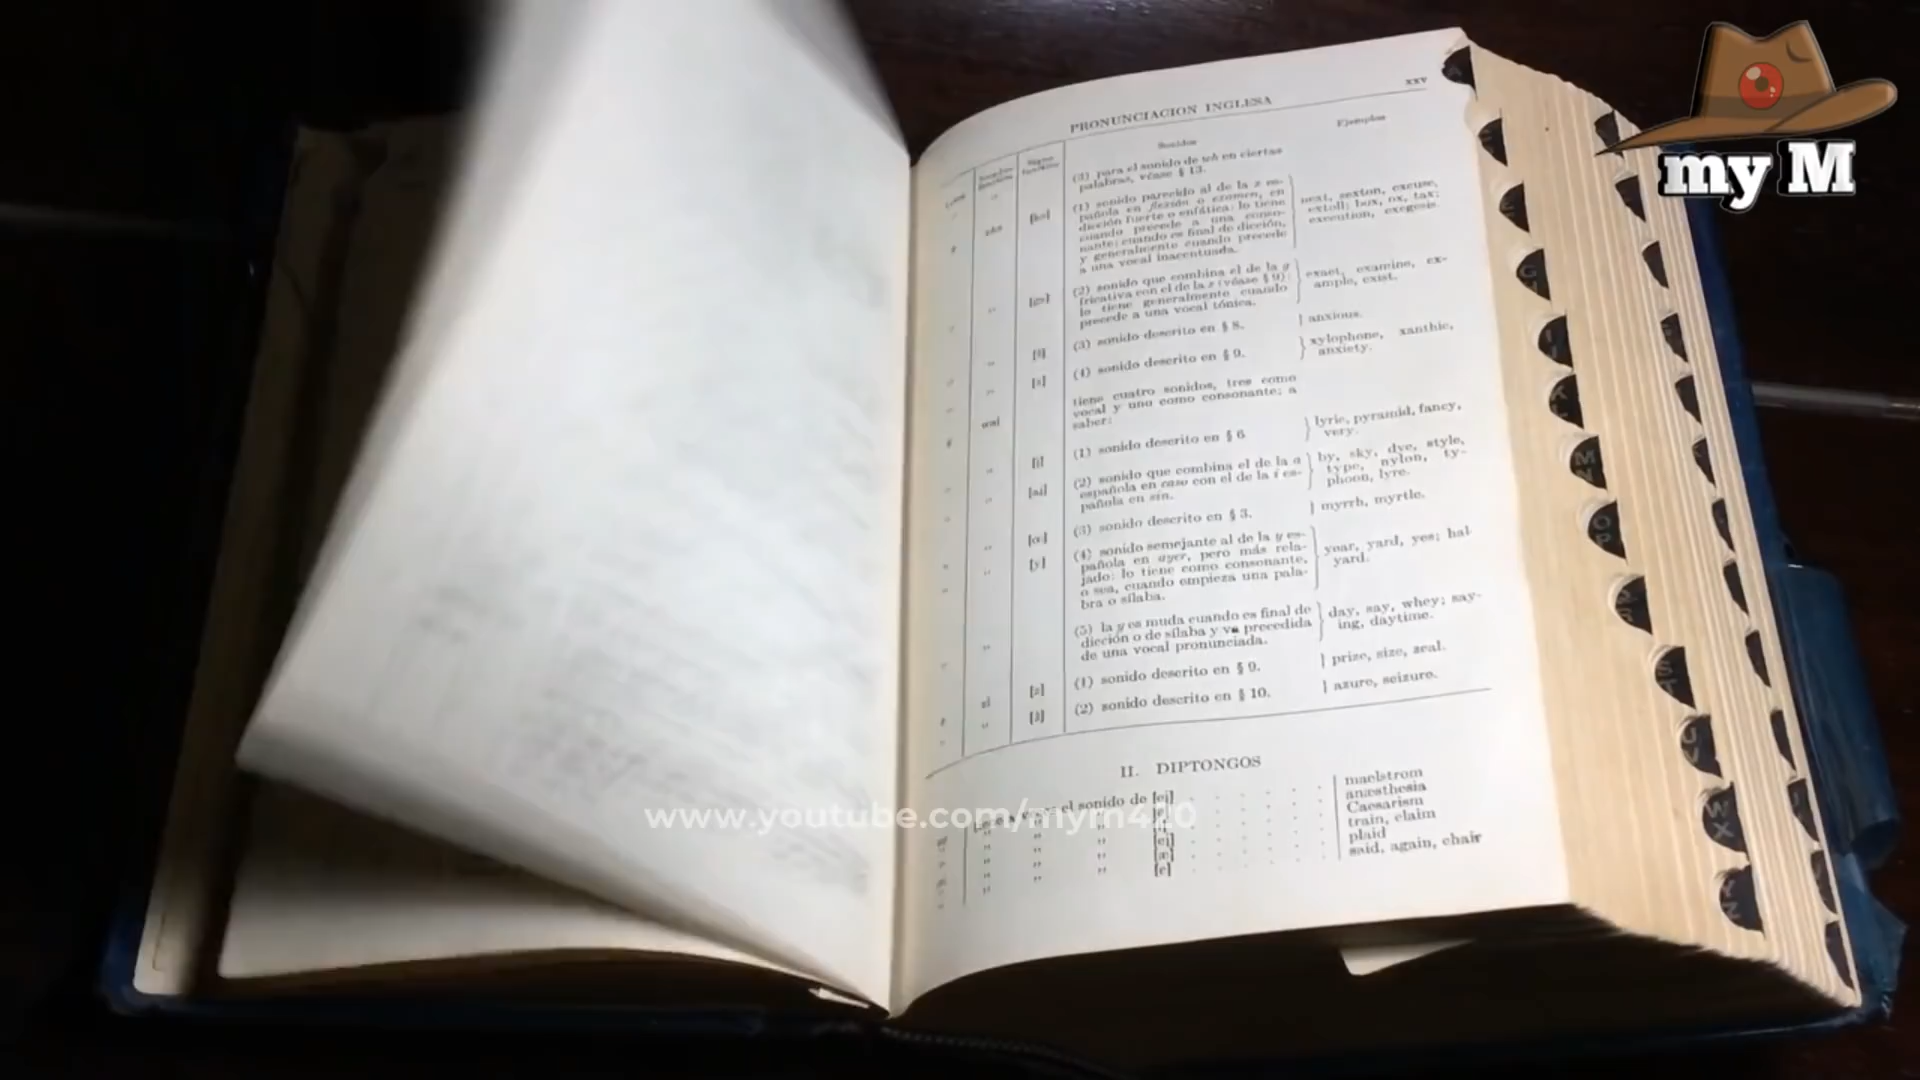 my M
PRONUNCIACION INGLESA
xxv
Sonidos
Ejemplos
(3) para el sonido de wh en ciertas
palabras, véase § 13.
(1) sonido parecido al de la x es-
pañola en flexión o examen, en
dicción fuerte o enfática: lo tiene
cuando precede a una conso-
nante; cuando es final de dicción,
y generalmente cuando precede
a una vocal inacentuada.
next, sexton, excuse,
extoll; box, ox, tax;
execution, exegesis.
(2) sonido que combina el de la g
fricativa con el de la z (véase § 9):
lo tiene generalmente cuando
precede a una vocal tónica.
exact, examine, ex-
ample, exist.
(3) sonido descrito en § 8.
anxious.
[z]
(4) sonido descrito en § 9.
xylophone, xanthic,
anxiety.
wai
tiene cuatro sonidos, tres como
vocal y uno como consonante; a
saber:
[i]
(1) sonido descrito en § 6
lyric, pyramid, fancy,
very.
[ai]
(2) sonido que combina el de la a
española en caso con el de la i es-
pañola en sin.
by, sky, dye, style,
type, nylon, ty-
phoon, lyre.
(3) sonido descrito en § 3.
myrrh, myrtle.
[y]
(4) sonido semejante al de la y es-
pañola en ayer, pero más rela-
jado: lo tiene como consonante,
o sea, cuando empieza una pala-
bra o sílaba.
year, yard, yes; hal-
yard.
(5) la y es muda cuando es final de
dicción o de sílaba y va precedida
de una vocal pronunciada.
day, say, whey; say-
ing, daytime.
[z]
(1) sonido descrito en § 9.
prize, size, zeal.
(2) sonido descrito en § 10.
azure, seizure.
II. DIPTONGOS
el sonido de [ei]
maelstrom
anæsthesia
Caesarism
[ei]
train, claim
[æ]
plaid
[e]
said, again, chair
www.youtube.com/mym420
G
K
L
M
N
O
P
S
T
U
V
W
X
Y
Z